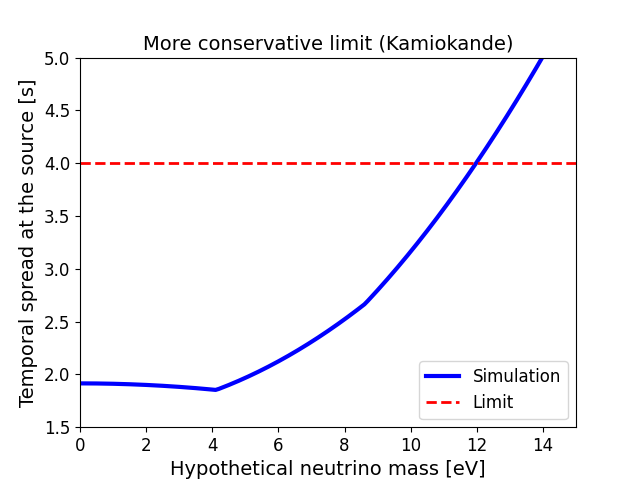 More conservative limit (Kamiokande)
Temporal spread at the source [s]
5.0
4.5
4.0
3.5
3.0
2.5
2.0
1.5
Simulation
Limit
0 2 4 6 8 10 12 14
Hypothetical neutrino mass [eV]